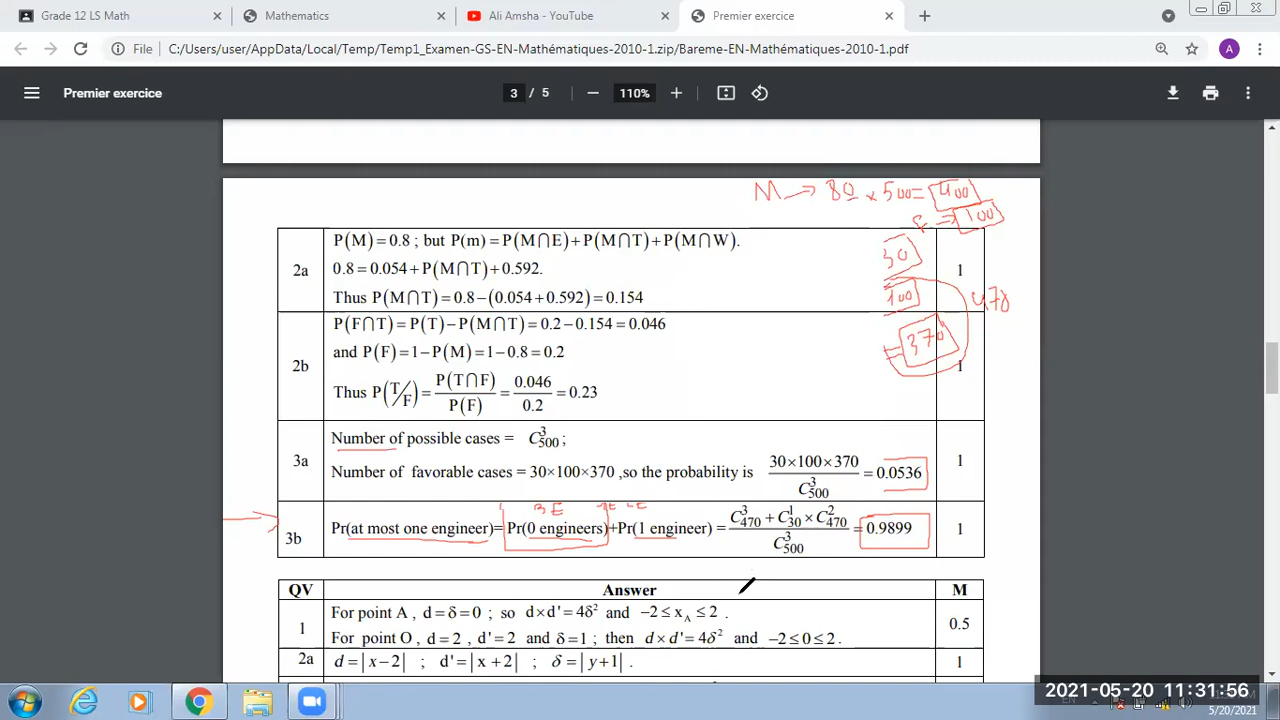 Grade 12 LS Math
Mathematics
Ali Amsha - YouTube
Premier exercice
File
C:/Users/user/AppData/Local/Temp/Temp1_Examen-GS-EN-Mathématiques-2010-1.zip/Bareme-EN-Mathématiques-2010-1.pdf
A
Premier exercice
3 / 5
110%
M → 80 × 500 = 400
F ⇒ 100
30
100
= 370
470
2a
P(M) = 0.8 ; but P(m) = P(M∩E) + P(M∩T) + P(M∩W).
0.8 = 0.054 + P(M∩T) + 0.592.
Thus P(M∩T) = 0.8 − (0.054 + 0.592) = 0.154
1
2b
P(F∩T) = P(T) − P(M∩T) = 0.2 − 0.154 = 0.046
and P(F) = 1 − P(M) = 1 − 0.8 = 0.2
Thus P(T/F) = P(T∩F)/P(F) = 0.046/0.2 = 0.23
1
3a
Number of possible cases = C³₅₀₀ ;
Number of favorable cases = 30×100×370 ,so the probability is (30×100×370)/C³₅₀₀ = 0.0536
1
3E
3b
Pr(at most one engineer)= Pr(0 engineers)+Pr(1 engineer) = (C³₄₇₀ + C¹₃₀ × C²₄₇₀)/C³₅₀₀ = 0.9899
1
QV Answer M
1
For point A , d = δ = 0 ; so d×d' = 4δ² and −2 ≤ x_A ≤ 2 .
For point O , d = 2 , d' = 2 and δ = 1 ; then d×d' = 4δ² and −2 ≤ 0 ≤ 2 .
0.5
2a
d = |x−2| ; d' = |x+2| ; δ = |y+1| .
1
2021-05-20 11:31:56
EN
5/20/2021